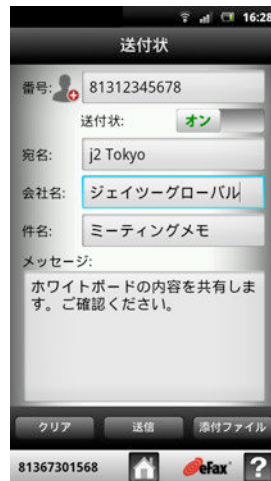 16:28
送付状
番号: 81312345678
送付状: オン
宛名: j2 Tokyo
会社名: ジェイツーグローバル
件名: ミーティングメモ
メッセージ:
ホワイトボードの内容を共有しま
す。ご確認ください。
クリア 送信 添付ファイル
81367301568 eFax ?